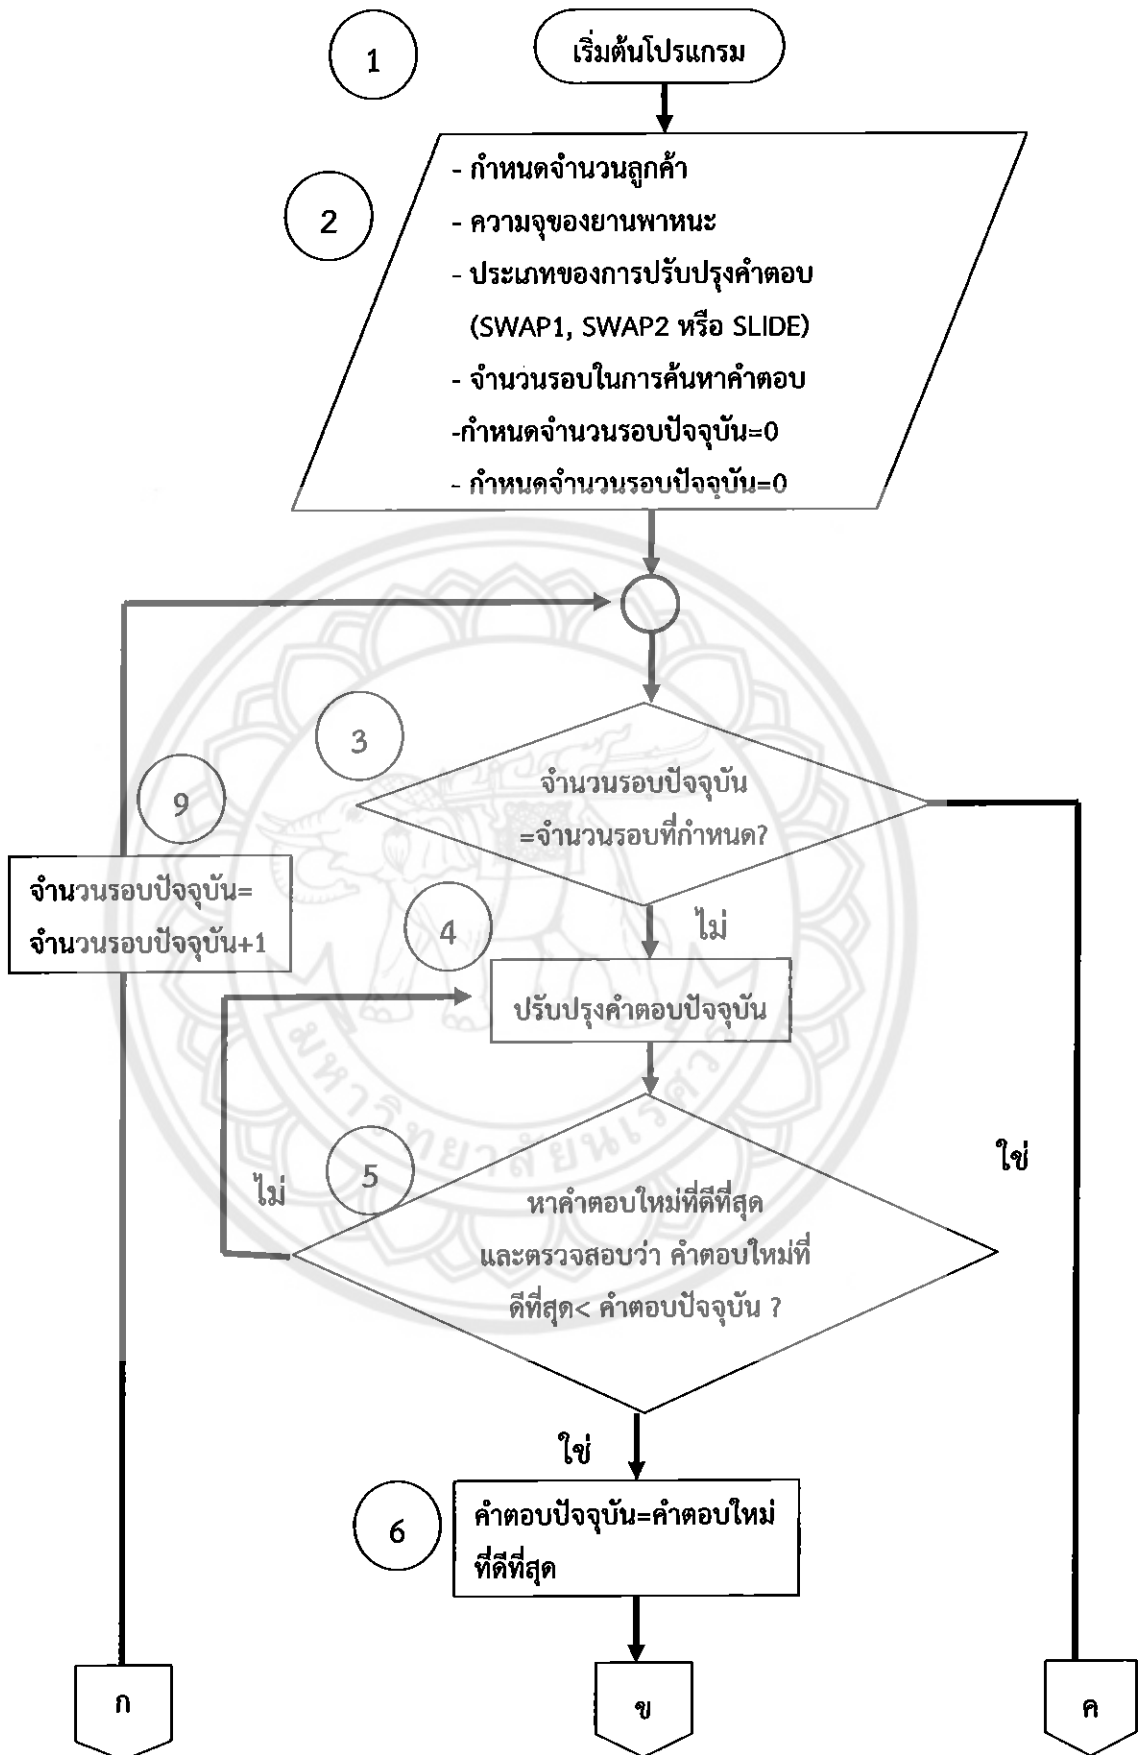 1
เริ่มต้นโปรแกรม
2
- กำหนดจำนวนลูกค้า
- ความจุของยานพาหนะ
- ประเภทของการปรับปรุงคำตอบ
(SWAP1, SWAP2 หรือ SLIDE)
- จำนวนรอบในการค้นหาคำตอบ
-กำหนดจำนวนรอบปัจจุบัน=0
- กำหนดจำนวนรอบปัจจุบัน=0
3
จำนวนรอบปัจจุบัน
=จำนวนรอบที่กำหนด?
9
จำนวนรอบปัจจุบัน=
จำนวนรอบปัจจุบัน+1
4
ไม่
ปรับปรุงคำตอบปัจจุบัน
มหาวิทยาลัยนเรศวร
ใช่
5
ไม่
หาคำตอบใหม่ที่ดีที่สุด
และตรวจสอบว่า คำตอบใหม่ที่
ดีที่สุด< คำตอบปัจจุบัน ?
ใช่
6
คำตอบปัจจุบัน=คำตอบใหม่
ที่ดีที่สุด
ก
ข
ค